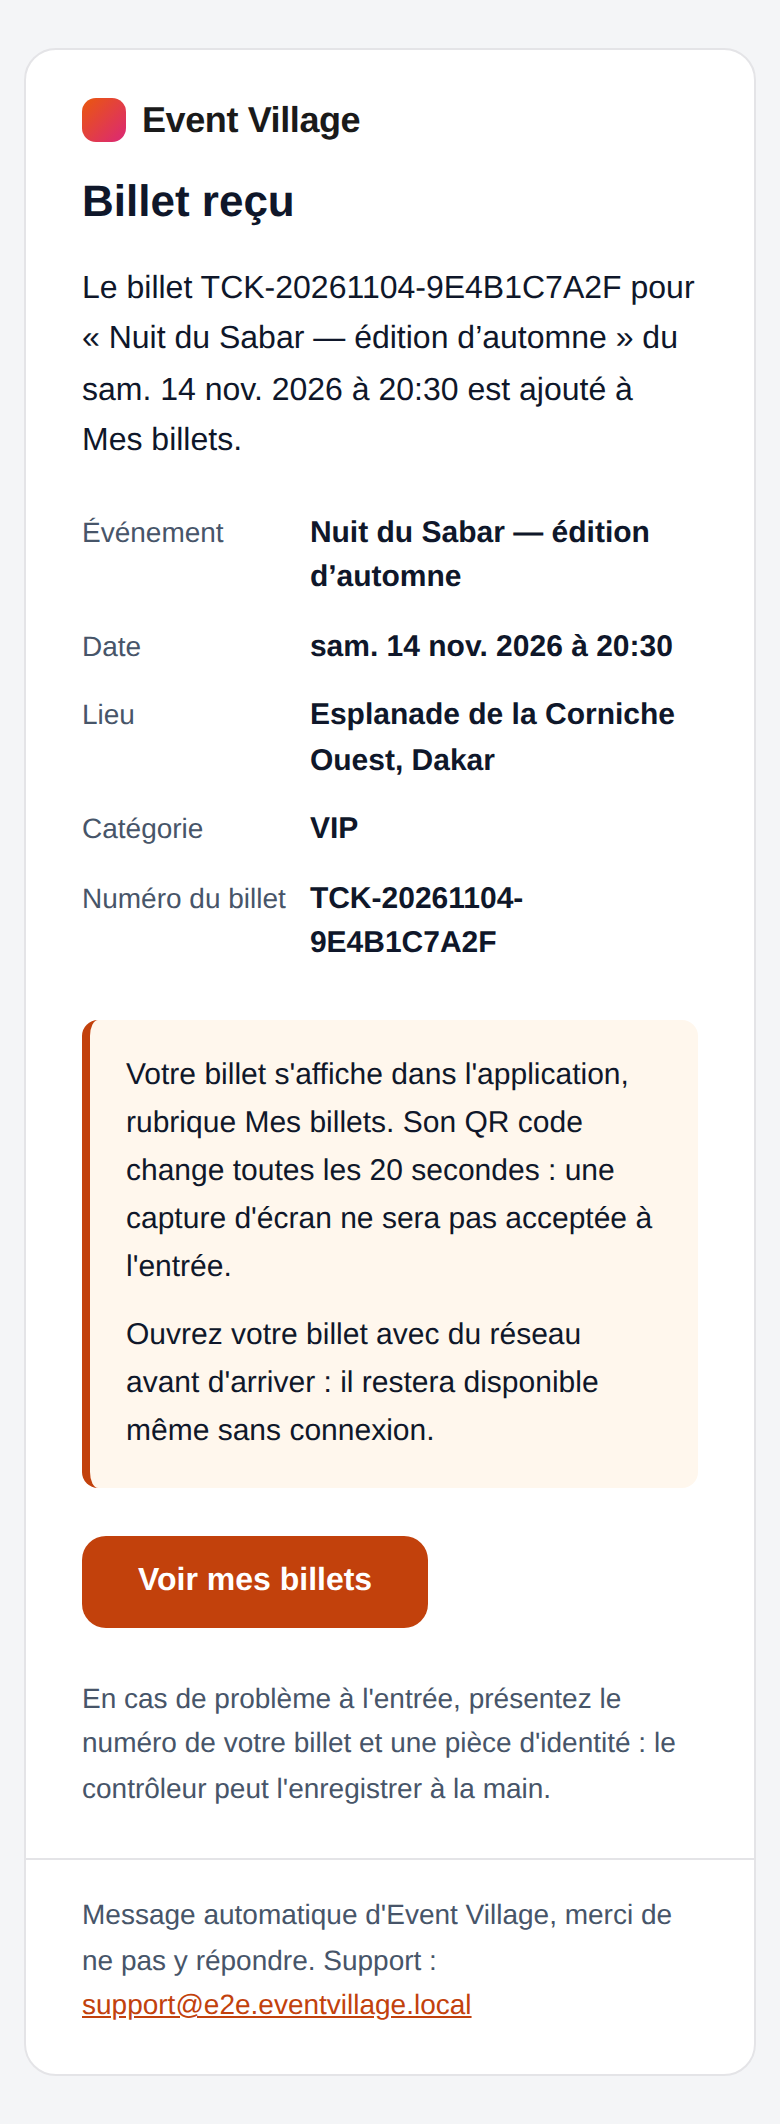 Event Village
Billet reçu
Le billet TCK-20261104-9E4B1C7A2F pour
« Nuit du Sabar — édition d’automne » du
sam. 14 nov. 2026 à 20:30 est ajouté à
Mes billets.
Événement
Nuit du Sabar — édition
d’automne
Date
sam. 14 nov. 2026 à 20:30
Lieu
Esplanade de la Corniche
Ouest, Dakar
Catégorie
VIP
Numéro du billet
TCK-20261104-
9E4B1C7A2F
Votre billet s'affiche dans l'application,
rubrique Mes billets. Son QR code
change toutes les 20 secondes : une
capture d'écran ne sera pas acceptée à
l'entrée.
Ouvrez votre billet avec du réseau
avant d'arriver : il restera disponible
même sans connexion.
Voir mes billets
En cas de problème à l'entrée, présentez le
numéro de votre billet et une pièce d'identité : le
contrôleur peut l'enregistrer à la main.
Message automatique d'Event Village, merci de
ne pas y répondre. Support :
support@e2e.eventvillage.local